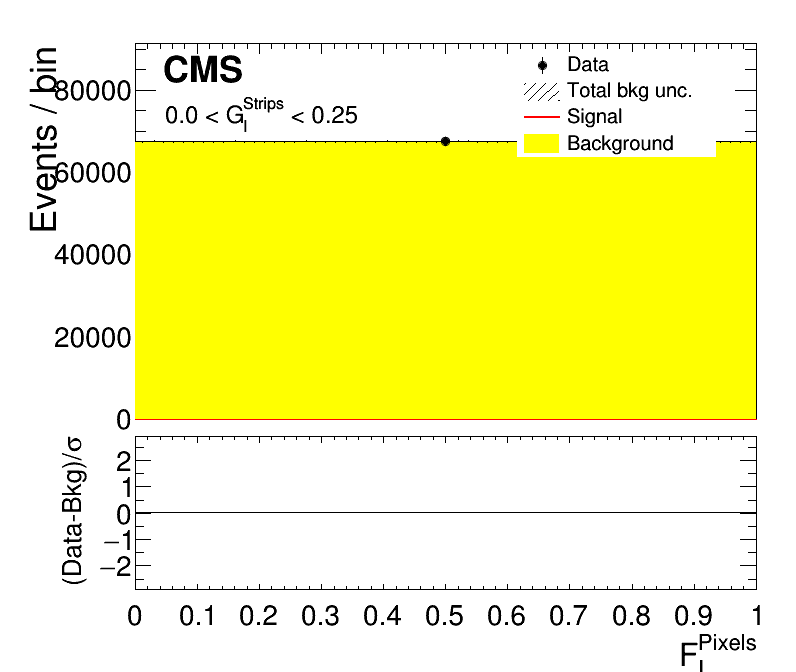 CMS
0.0 < G_I^Strips < 0.25
Data
Total bkg unc.
Signal
Background
Events / bin
80000
60000
40000
20000
0
(Data-Bkg)/σ
2
1
0
−1
−2
0 0.1 0.2 0.3 0.4 0.5 0.6 0.7 0.8 0.9 1
F_I^Pixels